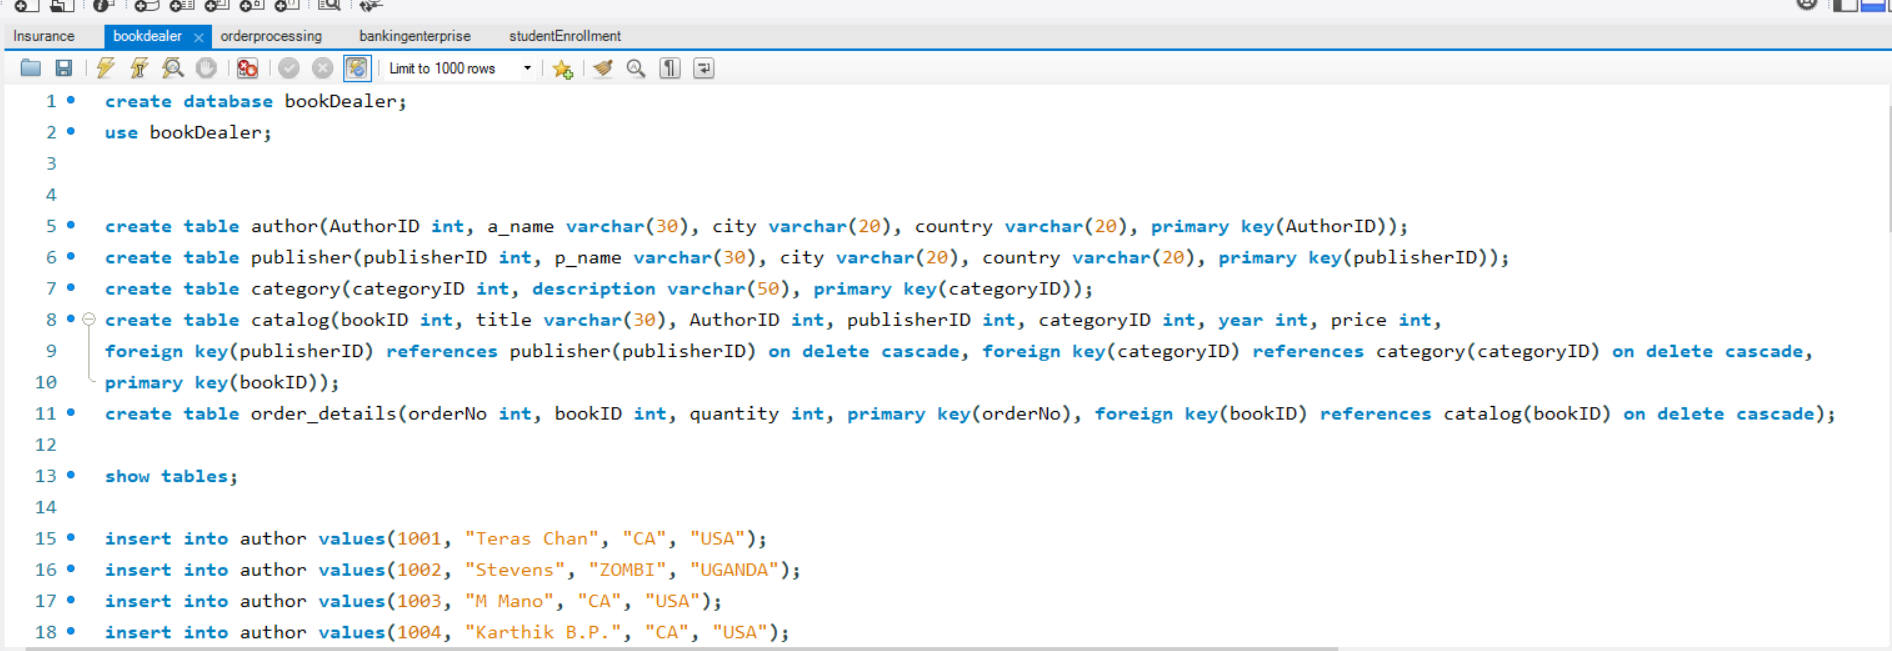 Insurance bookdealer orderprocessing bankingenterprise studentEnrollment
Limit to 1000 rows
1 create database bookDealer;
2 use bookDealer;
3
4
5 create table author(AuthorID int, a_name varchar(30), city varchar(20), country varchar(20), primary key(AuthorID));
6 create table publisher(publisherID int, p_name varchar(30), city varchar(20), country varchar(20), primary key(publisherID));
7 create table category(categoryID int, description varchar(50), primary key(categoryID));
8 create table catalog(bookID int, title varchar(30), AuthorID int, publisherID int, categoryID int, year int, price int,
9 foreign key(publisherID) references publisher(publisherID) on delete cascade, foreign key(categoryID) references category(categoryID) on delete cascade,
10 primary key(bookID));
11 create table order_details(orderNo int, bookID int, quantity int, primary key(orderNo), foreign key(bookID) references catalog(bookID) on delete cascade);
12
13 show tables;
14
15 insert into author values(1001, "Teras Chan", "CA", "USA");
16 insert into author values(1002, "Stevens", "ZOMBI", "UGANDA");
17 insert into author values(1003, "M Mano", "CA", "USA");
18 insert into author values(1004, "Karthik B.P.", "CA", "USA");